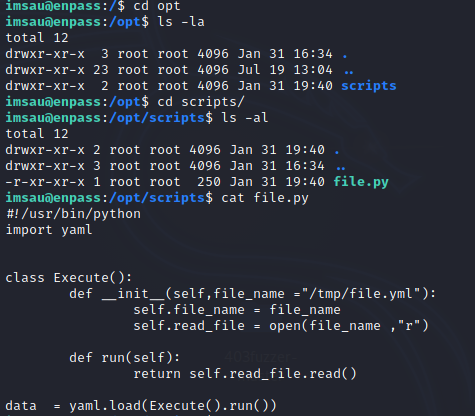 imsau@enpass:/$ cd opt
imsau@enpass:/opt$ ls -la
total 12
drwxr-xr-x  3 root root 4096 Jan 31 16:34 .
drwxr-xr-x 23 root root 4096 Jul 19 13:04 ..
drwxr-xr-x  2 root root 4096 Jan 31 19:40 scripts
imsau@enpass:/opt$ cd scripts/
imsau@enpass:/opt/scripts$ ls -al
total 12
drwxr-xr-x 2 root root 4096 Jan 31 19:40 .
drwxr-xr-x 3 root root 4096 Jan 31 16:34 ..
-r-xr-xr-x 1 root root  250 Jan 31 19:40 file.py
imsau@enpass:/opt/scripts$ cat file.py
#!/usr/bin/python
import yaml
class Execute():
        def __init__(self,file_name ="/tmp/file.yml"):
                self.file_name = file_name
                self.read_file = open(file_name ,"r")
        def run(self):
                return self.read_file.read()
data  = yaml.load(Execute().run())